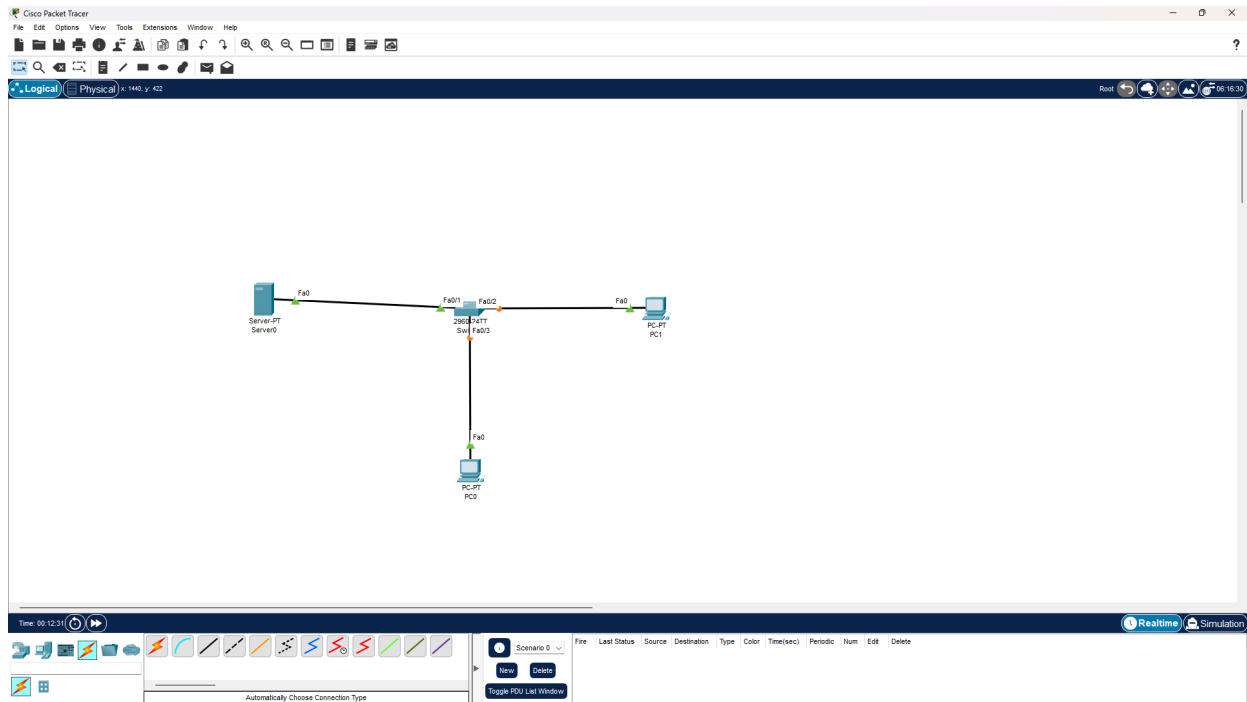 Cisco Packet Tracer
File Edit Options View Tools Extensions Window Help
?
Logical Physical x: 1440, y: 422 Root 06:16:30
Fa0
Fa0/1 Fa0/2 Fa0
Server-PT 2960-24TT PC-PT
Server0 Swi Fa0/3 PC1
Fa0
PC-PT
PC0
Time: 00:12:31 Realtime Simulation
Scenario 0 Fire Last Status Source Destination Type Color Time(sec) Periodic Num Edit Delete
New Delete
Toggle PDU List Window
Automatically Choose Connection Type